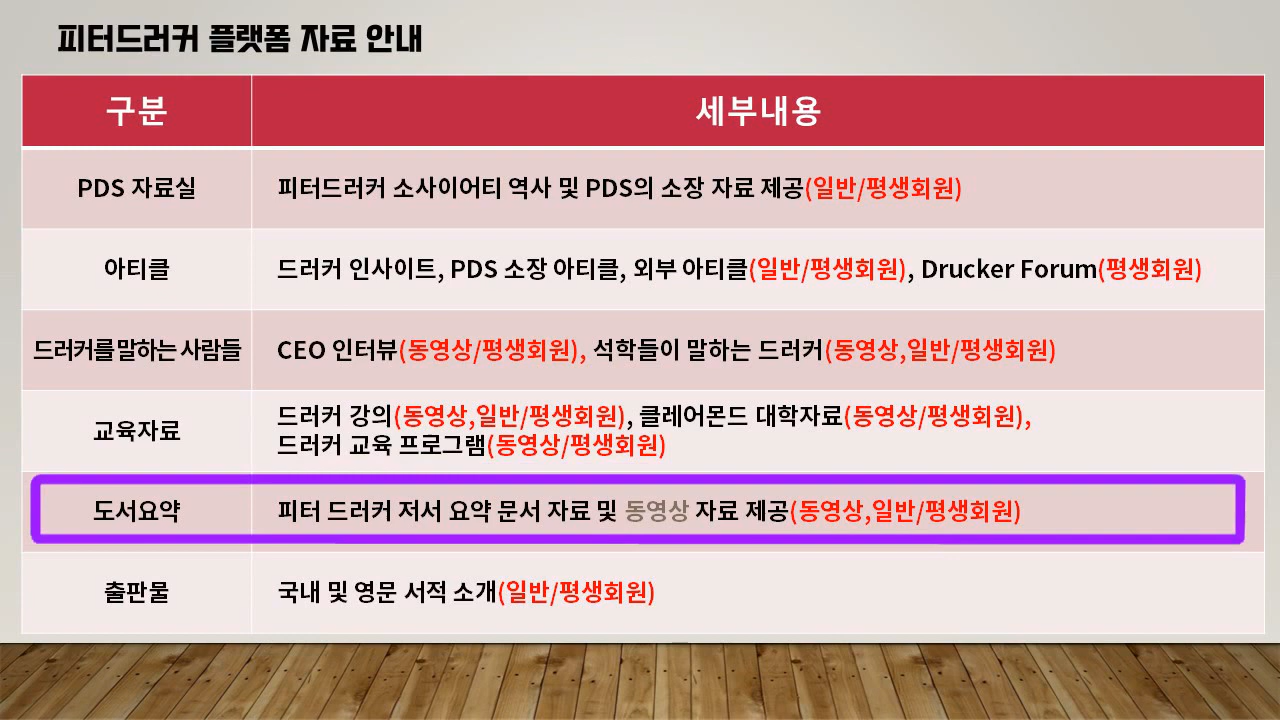 피터드러커 플랫폼 자료 안내
구분 세부내용
PDS 자료실 피터드러커 소사이어티 역사 및 PDS의 소장 자료 제공(일반/평생회원)
아티클 드러커 인사이트, PDS 소장 아티클, 외부 아티클(일반/평생회원), Drucker Forum(평생회원)
드러커를 말하는 사람들 CEO 인터뷰(동영상/평생회원), 석학들이 말하는 드러커(동영상,일반/평생회원)
교육자료 드러커 강의(동영상,일반/평생회원), 클레어몬드 대학자료(동영상/평생회원),
드러커 교육 프로그램(동영상/평생회원)
도서요약 피터 드러커 저서 요약 문서 자료 및 동영상 자료 제공(동영상,일반/평생회원)
출판물 국내 및 영문 서적 소개(일반/평생회원)